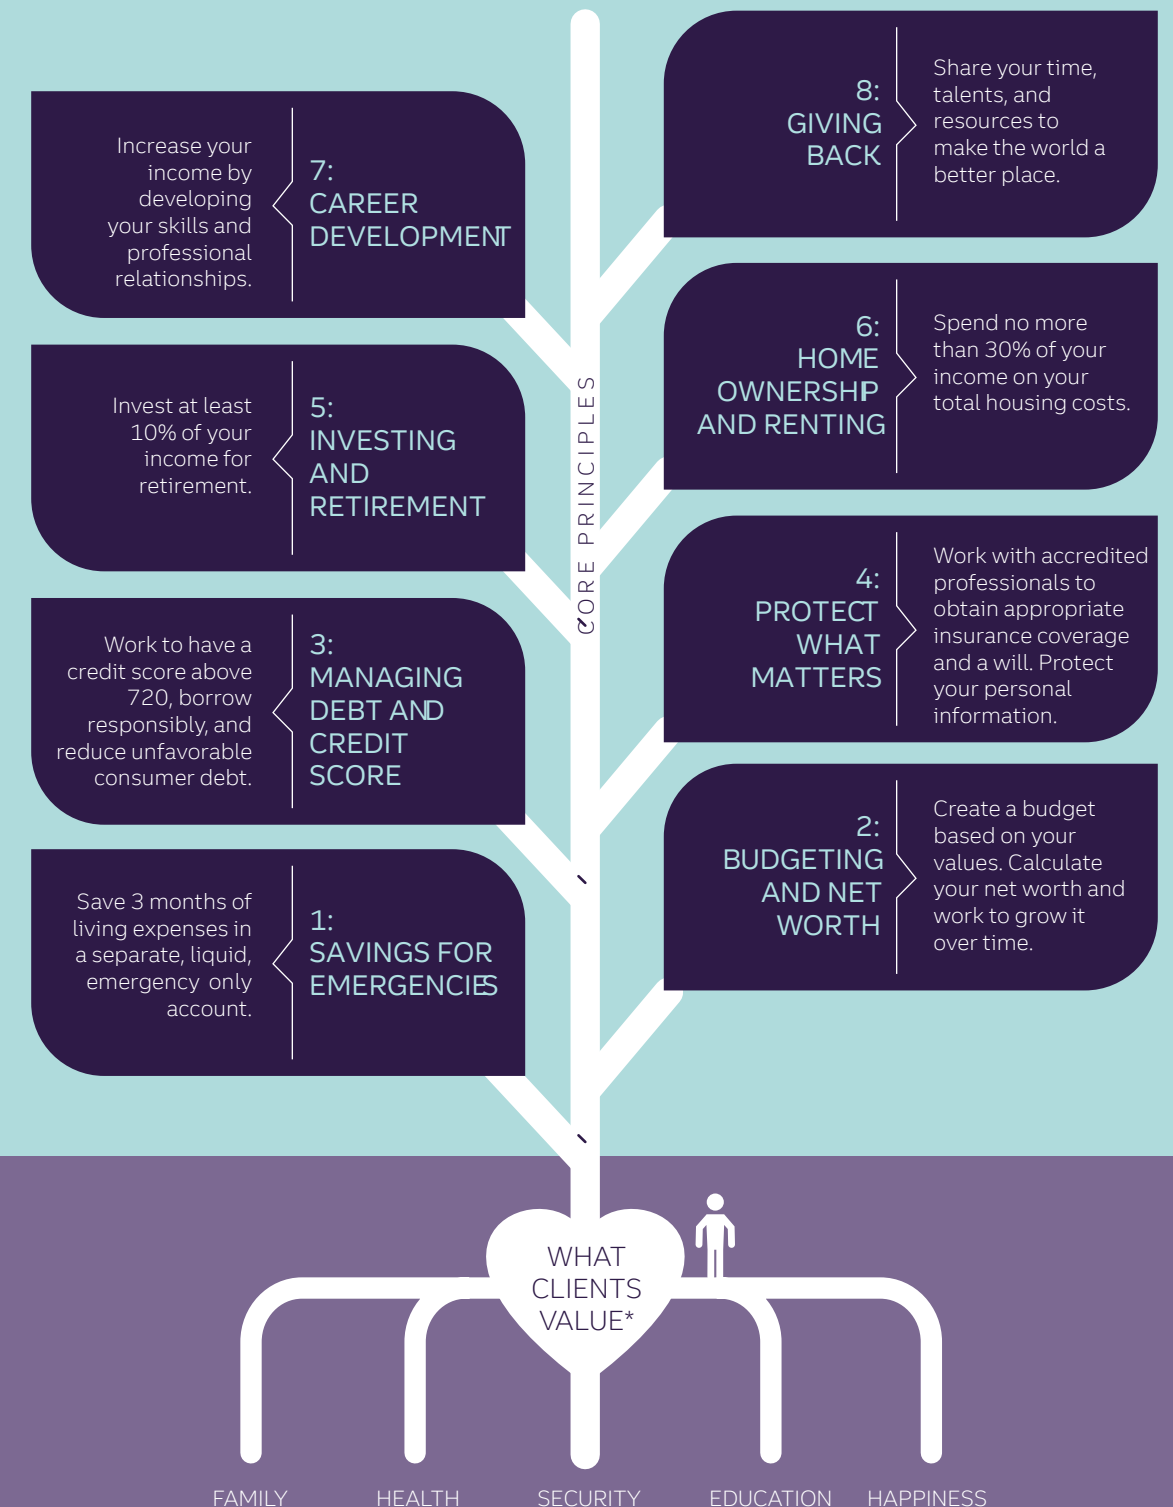 8:
GIVING
BACK
Share your time,
talents, and
resources to
make the world a
better place.
Increase your
income by
developing
your skills and
professional
relationships.
7:
CAREER
DEVELOPMENT
6:
HOME
OWNERSHIP
AND RENTING
Spend no more
than 30% of your
income on your
total housing costs.
Invest at least
10% of your
income for
retirement.
5:
INVESTING
AND
RETIREMENT
CORE PRINCIPLES
4:
PROTECT
WHAT
MATTERS
Work with accredited
professionals to
obtain appropriate
insurance coverage
and a will. Protect
your personal
information.
Work to have a
credit score above
720, borrow
responsibly, and
reduce unfavorable
consumer debt.
3:
MANAGING
DEBT AND
CREDIT
SCORE
2:
BUDGETING
AND NET
WORTH
Create a budget
based on your
values. Calculate
your net worth and
work to grow it
over time.
Save 3 months of
living expenses in
a separate, liquid,
emergency only
account.
1:
SAVINGS FOR
EMERGENCIES
WHAT
CLIENTS
VALUE*
FAMILY HEALTH SECURITY EDUCATION HAPPINESS